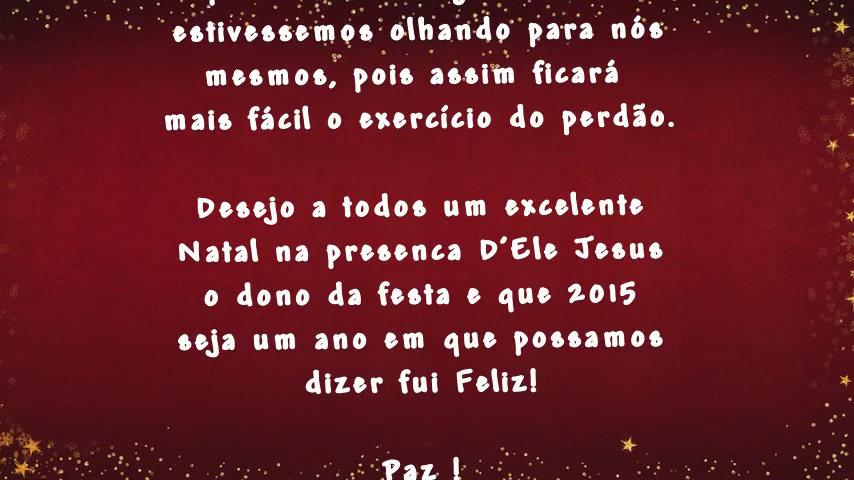 estivessemos olhando para nós
mesmos, pois assim ficará
mais fácil o exercício do perdão.
Desejo a todos um excelente
Natal na presenca D'Ele Jesus
o dono da festa e que 2015
seja um ano em que possamos
dizer fui Feliz!
Paz !